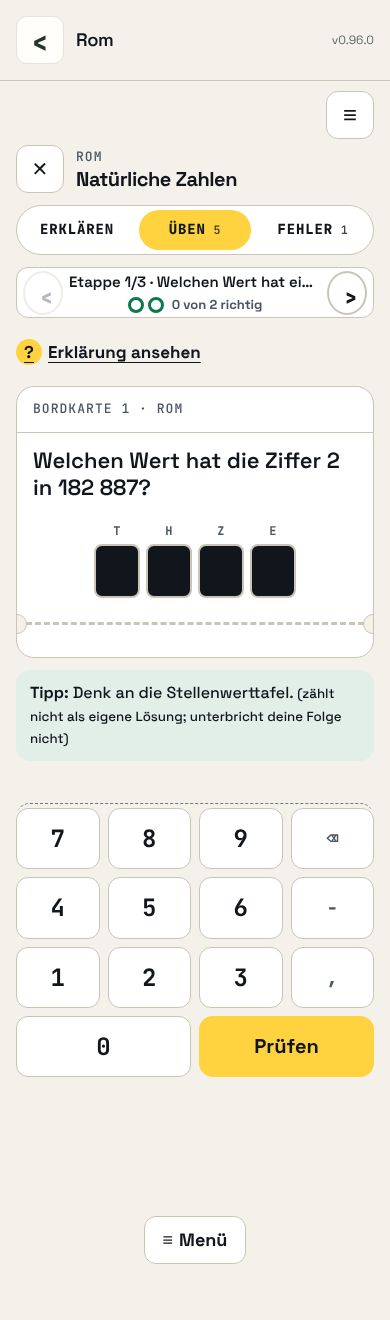 < Rom v0.96.0
≡
✕ ROM
Natürliche Zahlen
ERKLÄREN ÜBEN 5 FEHLER 1
< Etappe 1/3 · Welchen Wert hat ei... >
0 von 2 richtig
? Erklärung ansehen
BORDKARTE 1 · ROM
Welchen Wert hat die Ziffer 2
in 182 887?
T H Z E
Tipp: Denk an die Stellenwerttafel. (zählt
nicht als eigene Lösung; unterbricht deine Folge
nicht)
7 8 9 ⌫
4 5 6 -
1 2 3 ,
0 Prüfen
≡ Menü